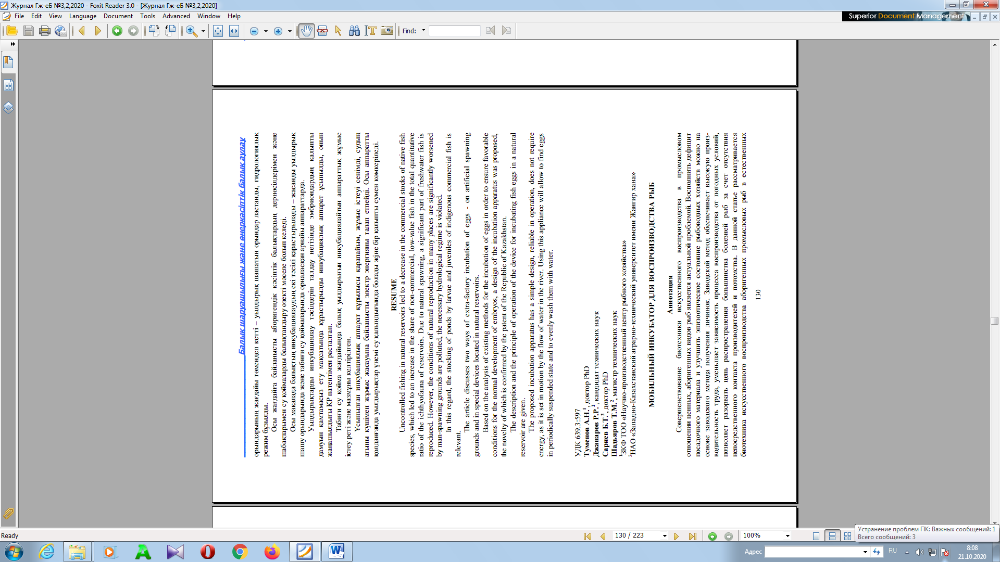 Журнал Гж-еБ №3,2,2020 - Foxit Reader 3.0 - [Журнал Гж-еБ №3,2,2020]
File Edit View Language Document Tools Advanced Window Help
Superior Document Management
Find:
Балық шаруашылығы және өнеркәсіптік балық аулау
орындарының жағдайы төмендеп кетті – уылдырық шашатын орындар ластанды, гидрологиялық
режим бұзылды.
Осы жағдайға байланысты аборигендік кәсіптік балықтардың дернәсілдерімен және
шабақтарымен су қоймаларды балықтандыру өзекті мәселе болып келеді.
Осы мақалада балықтың инкубациялаудың екі тәсілі қарастырылады – жасанды уылдырық
шашу орындарында және табиғи су қоймаларында орналасқан арнайы аппараттарда.
Уылдырықтарды инкубациялау тәсілдерін талдау негізінде эмбриондардың қалыпты
дамуын қамтамасыз ету мақсатында құрастырылды инкубациялық аппарат ұсынылды, оның
жаңашылдығы ҚР патентімен расталған.
Табиғи су қойма жағдайында балық уылдырығын инкубациялайтын аппараттық жұмыс
істеу реті және мазмұны келтірілген.
Ұсынылған инкубациялық аппарат құрылысы қарапайым, жұмыс істеуі сенімді, судың
ағыны күшімен жұмыс жасауына байланысты электр энергияны талап етпейді. Осы аппаратты
қолданғанда уылдырықтар үнемі су қалындығында болады жіне бір қалыпты сумен көмкеріледі.
RESUME
Uncontrolled fishing in natural reservoirs led to a decrease in the commercial stocks of native fish
species, which led to an increase in the share of non-commercial, low-value fish in the total quantitative
ratio of the ichthyofauna of reservoirs. Due to natural spawning, a significant part of freshwater fish is
reproduced. However, the conditions of natural reproduction in many places are significantly worsened
by man-spawning grounds are polluted, the necessary hydrological regime is violated.
In this regard, the stocking of ponds by larvae and juveniles of indigenous commercial fish is
relevant.
The article discusses two ways of extra-factory incubation of eggs - on artificial spawning
grounds and in special devices located in natural reservoirs.
Based on the analysis of existing methods for the incubation of eggs in order to ensure favorable
conditions for the normal development of embryos, a design of the incubation apparatus was proposed,
the novelty of which is confirmed by the patent of the Republic of Kazakhstan.
The description and the principle of operation of the device for incubating fish eggs in a natural
reservoir are given.
The proposed incubation apparatus has a simple design, reliable in operation, does not require
energy, as it is set in motion by the flow of water in the river. Using this appliance will allow to find eggs
in periodically suspended state and to evenly wash them with water.
УДК 639.3:597
Туменов А.Н.¹, доктор PhD
Джапаров Р.Р.², кандидат технических наук
Сариев Б.Т.², доктор PhD
Шадьяров Т.М.², магистр технических наук
¹ЗКФ ТОО «Научно-производственный центр рыбного хозяйства»
²НАО «Западно-Казахстанский аграрно-технический университет имени Жангир хана»
МОБИЛЬНЫЙ ИНКУБАТОР ДЛЯ ВОСПРОИЗВОДСТВА РЫБ
Аннотация
Совершенствование биотехники искусственного воспроизводства в промысловом
отношении ценных, аборигенных видов рыб является актуальной проблемой. Восполнить дефицит
посадочного материала и улучшить эпизоотическое состояние рыбоводных хозяйств можно на
основе заводского метода получения личинок. Заводской метод обеспечивает высокую произ-
водительность труда, уменьшает зависимость процесса воспроизводства от погодных условий,
позволяет разорвать цепь распространения большинства болезней рыб за счет отсутствия
непосредственного контакта производителей и потомства. В данной статье рассматривается
биотехника искусственного воспроизводства аборигенных промысловых рыб в естественных
130
Ready
130 / 223
100%
Устранение проблем ПК: Важных сообщений: 1
Всего сообщений: 3
Адрес
RU
8:08
21.10.2020